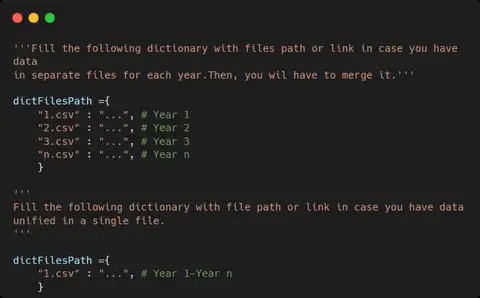 '''Fill the following dictionary with files path or link in case you have
data
in separate files for each year.Then, you wil have to merge it.'''
dictFilesPath ={
"1.csv" : "...", # Year 1
"2.csv" : "...", # Year 2
"3.csv" : "...", # Year 3
"n.csv" : "...", # Year n
}
'''
Fill the following dictionary with file path or link in case you have data
unified in a single file.
'''
dictFilesPath ={
"1.csv" : "...", # Year 1-Year n
}